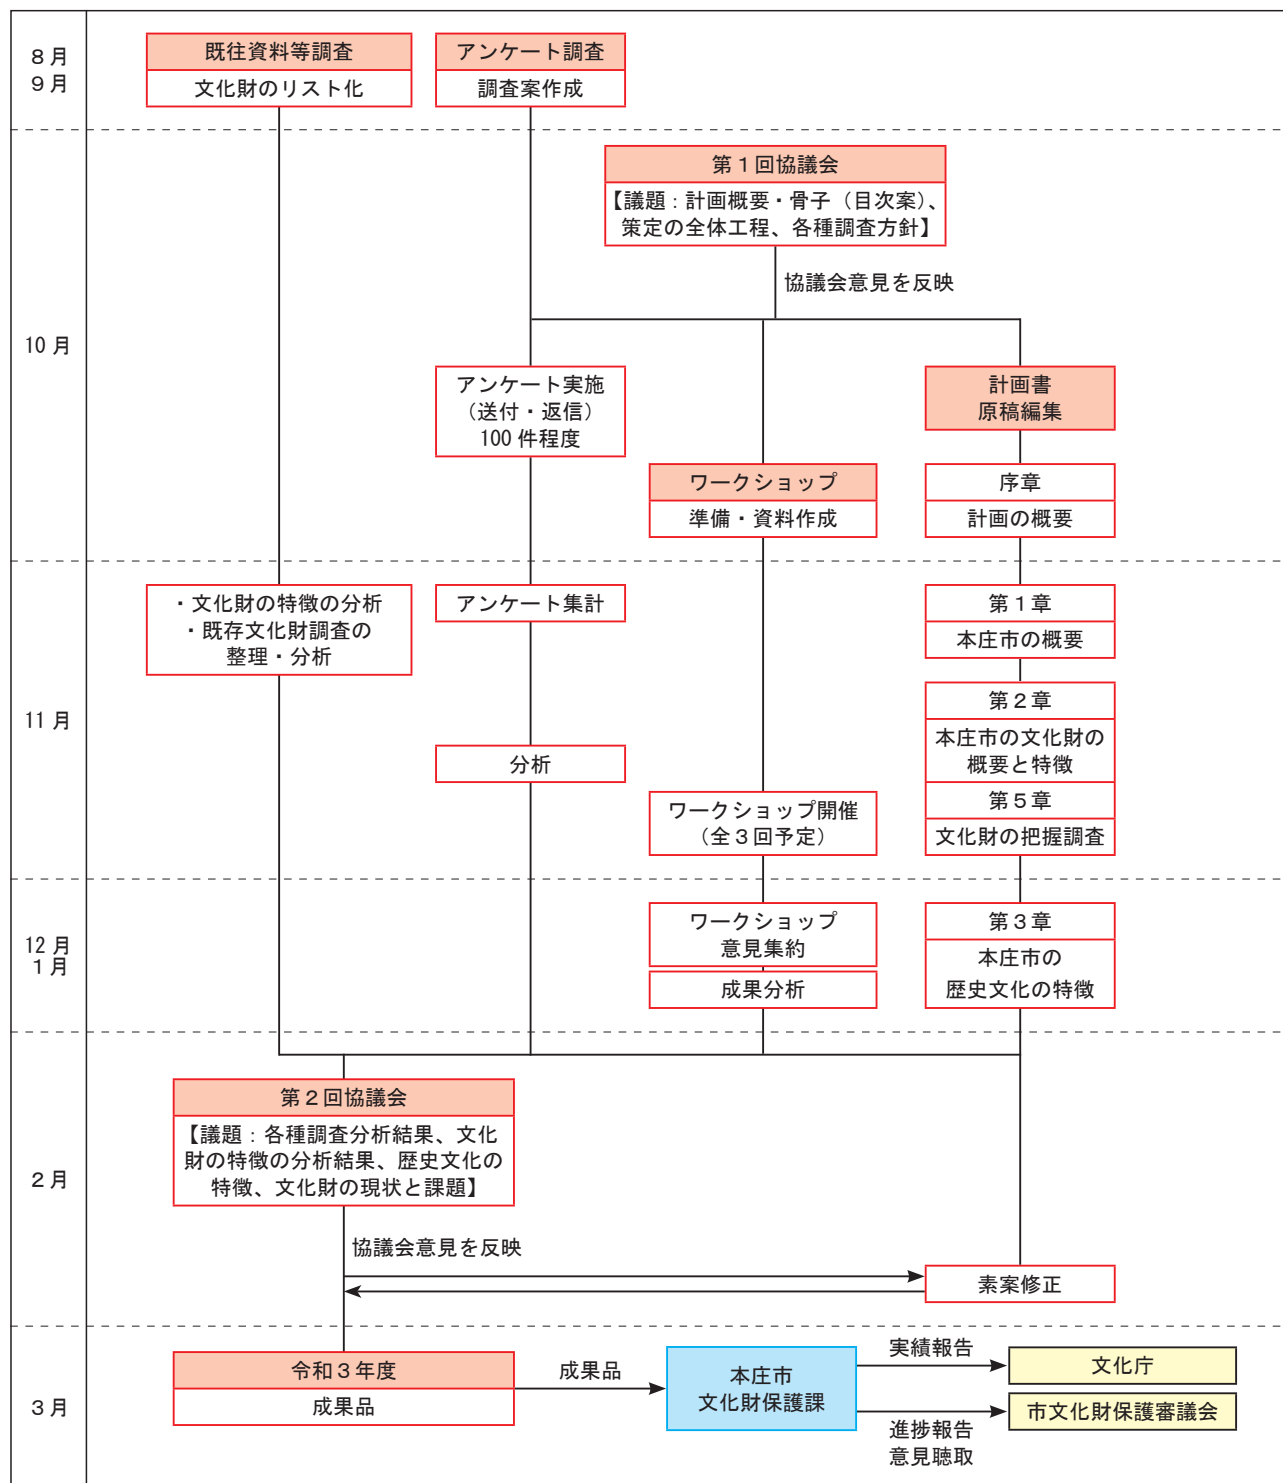 8月
9月
既往資料等調査
文化財のリスト化
アンケート調査
調査案作成
第1回協議会
【議題:計画概要・骨子(目次案)、
策定の全体工程、各種調査方針】
協議会意見を反映
10月
アンケート実施
(送付・返信)
100件程度
計画書
原稿編集
ワークショップ
準備・資料作成
序章
計画の概要
11月
・文化財の特徴の分析
・既存文化財調査の
整理・分析
アンケート集計
分析
ワークショップ開催
(全3回予定)
第1章
本庄市の概要
第2章
本庄市の文化財の
概要と特徴
第5章
文化財の把握調査
12月
1月
ワークショップ
意見集約
成果分析
第3章
本庄市の
歴史文化の特徴
2月
第2回協議会
【議題:各種調査分析結果、文化
財の特徴の分析結果、歴史文化の
特徴、文化財の現状と課題】
協議会意見を反映
素案修正
3月
令和3年度
成果品
成果品
本庄市
文化財保護課
実績報告
文化庁
進捗報告
意見聴取
市文化財保護審議会